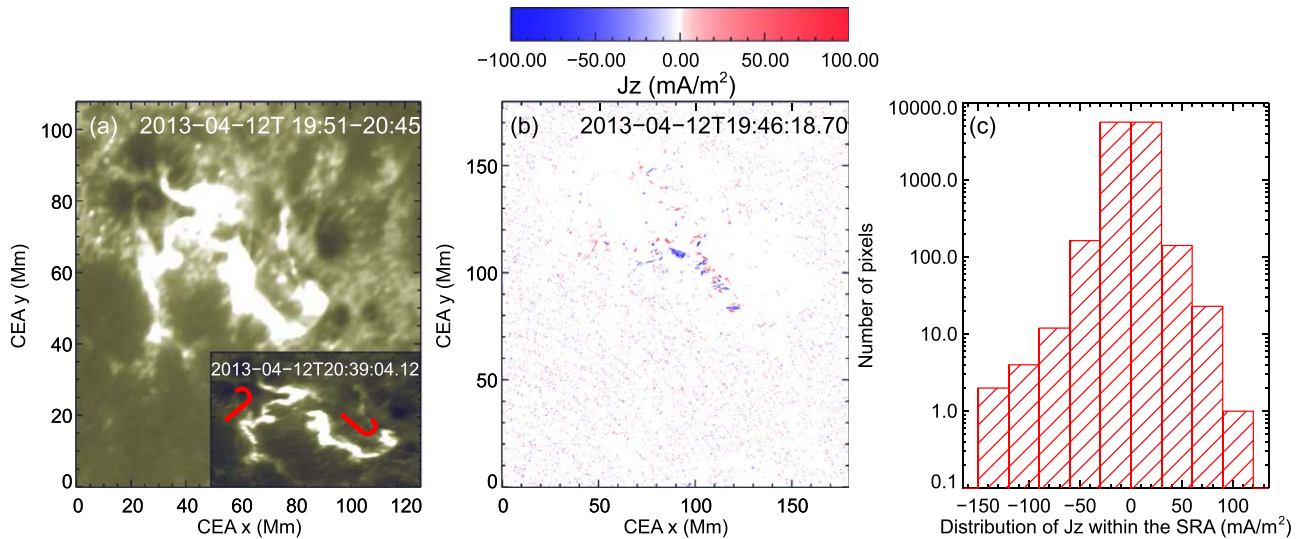 −100.00 −50.00 0.00 50.00 100.00
Jz (mA/m²)
(a) 2013−04−12T 19:51−20:45
100
80
60
40
20
0
CEA y (Mm)
2013−04−12T20:39:04.12
0 20 40 60 80 100 120
CEA x (Mm)
(b) 2013−04−12T19:46:18.70
150
100
50
0
CEA y (Mm)
50 100 150
CEA x (Mm)
(c)
10000.0
1000.0
100.0
10.0
1.0
0.1
Number of pixels
−150 −100 −50 0 50 100
Distribution of Jz within the SRA (mA/m²)